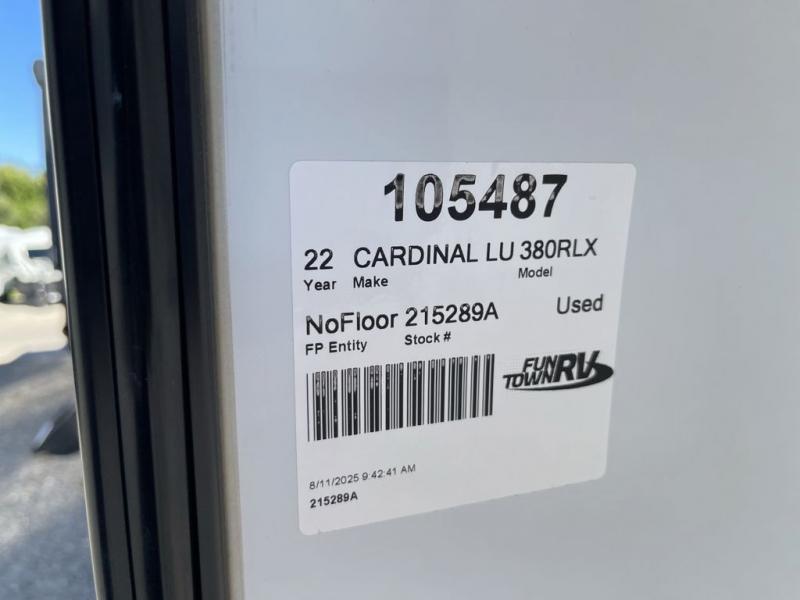 105487
22 CARDINAL LU 380RLX
Year Make Model
NoFloor 215289A Used
FP Entity Stock #
FUN TOWN RV
8/11/2025 9:42:41 AM
215289A